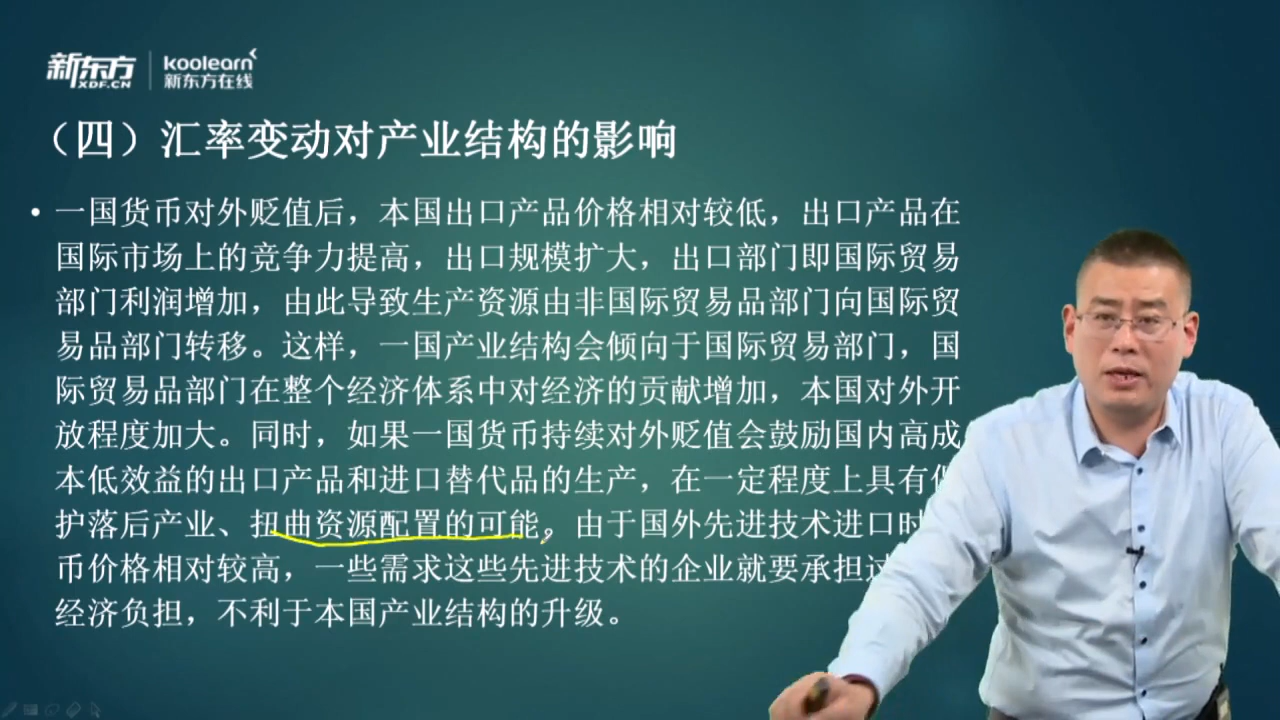 新东方
XDF.CN
koolearn
新东方在线
（四）汇率变动对产业结构的影响
• 一国货币对外贬值后，本国出口产品价格相对较低，出口产品在
国际市场上的竞争力提高，出口规模扩大，出口部门即国际贸易
部门利润增加，由此导致生产资源由非国际贸易品部门向国际贸
易品部门转移。这样，一国产业结构会倾向于国际贸易部门，国
际贸易品部门在整个经济体系中对经济的贡献增加，本国对外开
放程度加大。同时，如果一国货币持续对外贬值会鼓励国内高成
本低效益的出口产品和进口替代品的生产，在一定程度上具有
护落后产业、扭曲资源配置的可能。由于国外先进技术进口时
币价格相对较高，一些需求这些先进技术的企业就要承担
经济负担，不利于本国产业结构的升级。